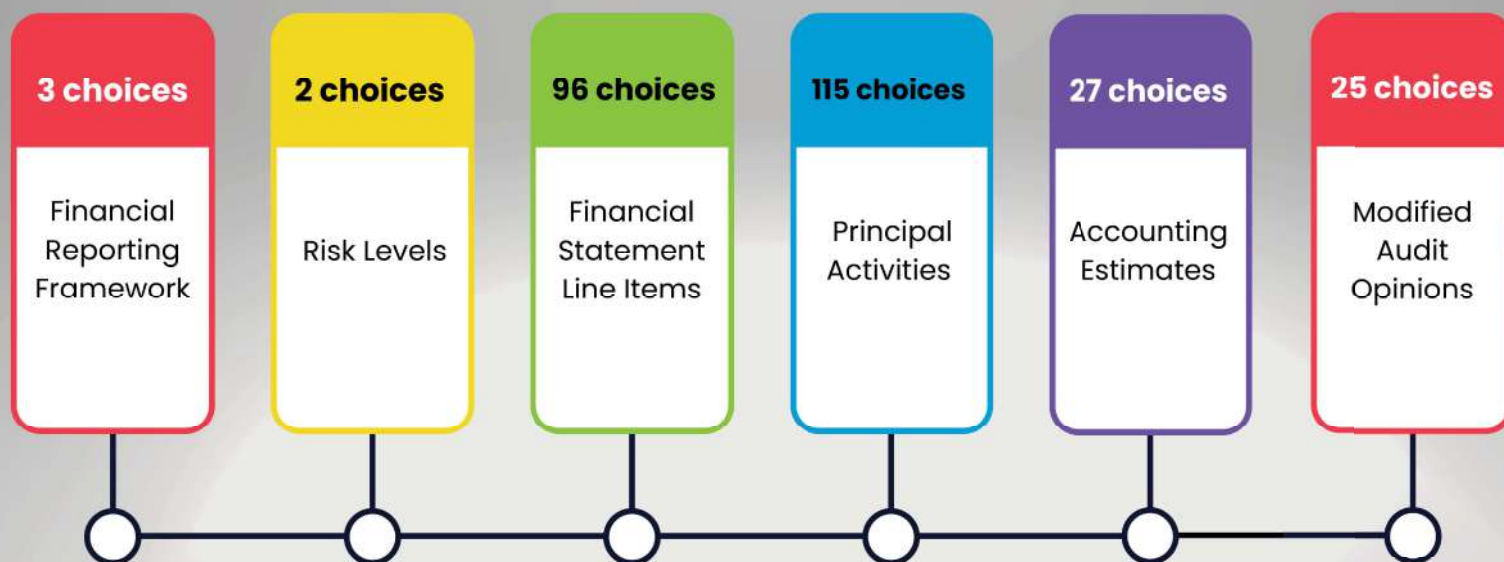 3 choices
Financial
Reporting
Framework
2 choices
Risk Levels
96 choices
Financial
Statement
Line Items
115 choices
Principal
Activities
27 choices
Accounting
Estimates
25 choices
Modified
Audit
Opinions